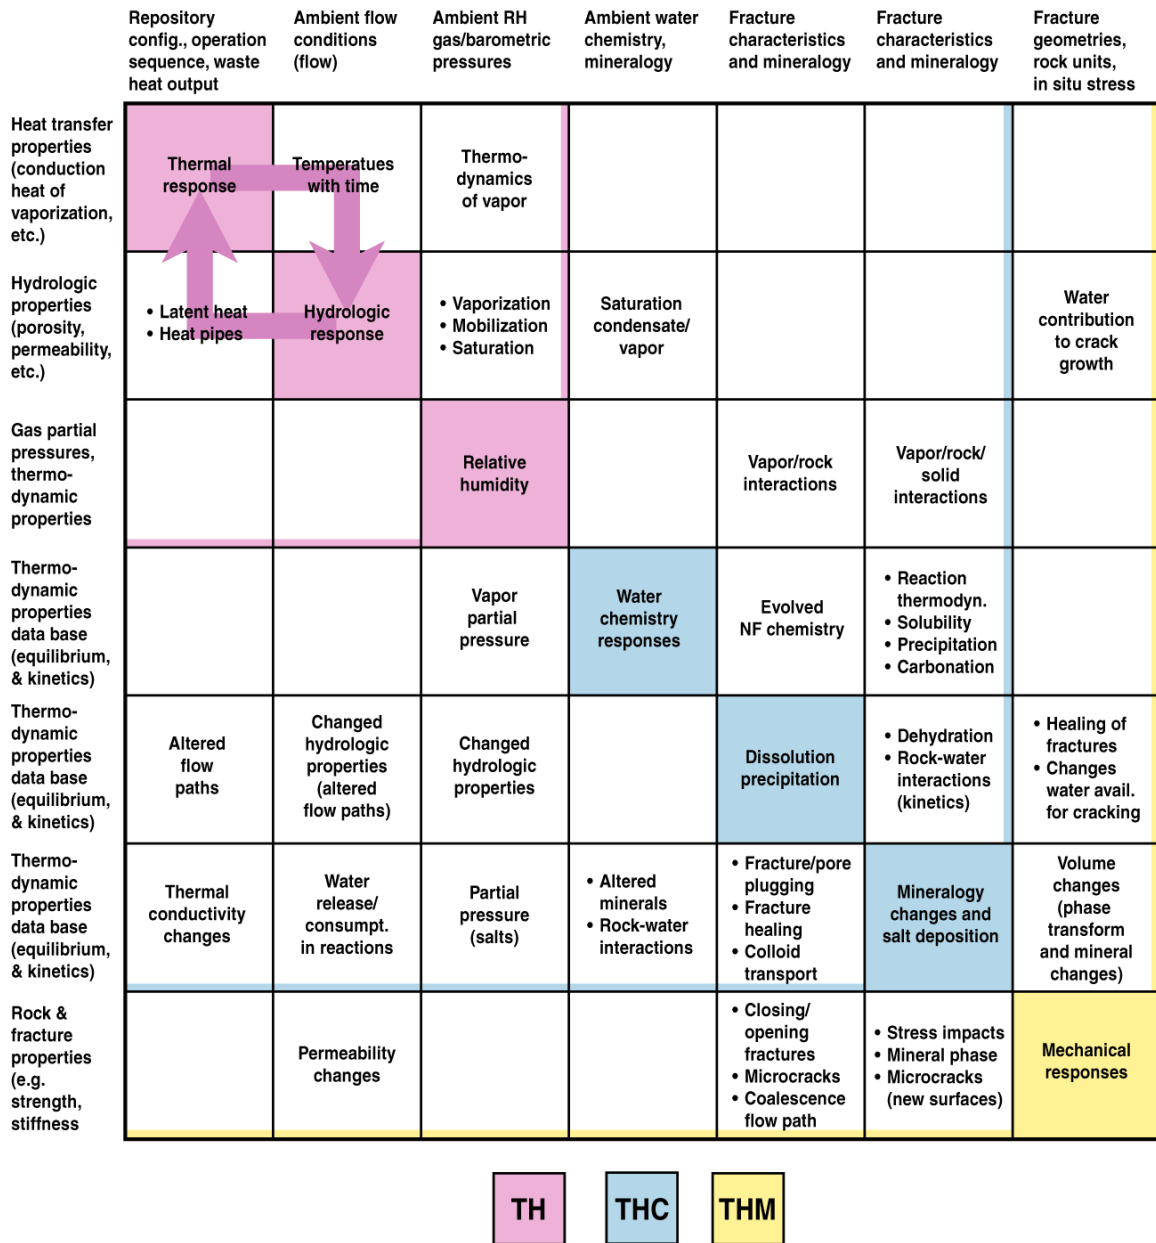 Repository
config., operation
sequence, waste
heat output
Ambient flow
conditions
(flow)
Ambient RH
gas/barometric
pressures
Ambient water
chemistry,
mineralogy
Fracture
characteristics
and mineralogy
Fracture
characteristics
and mineralogy
Fracture
geometries,
rock units,
in situ stress
Heat transfer
properties
(conduction
heat of
vaporization,
etc.)
Thermal
response
Temperatues
with time
Thermo-
dynamics
of vapor
Hydrologic
properties
(porosity,
permeability,
etc.)
• Latent heat
• Heat pipes
Hydrologic
response
• Vaporization
• Mobilization
• Saturation
Saturation
condensate/
vapor
Water
contribution
to crack
growth
Gas partial
pressures,
thermo-
dynamic
properties
Relative
humidity
Vapor/rock
interactions
Vapor/rock/
solid
interactions
Thermo-
dynamic
properties
data base
(equilibrium,
& kinetics)
Vapor
partial
pressure
Water
chemistry
responses
Evolved
NF chemistry
• Reaction
thermodyn.
• Solubility
• Precipitation
• Carbonation
Thermo-
dynamic
properties
data base
(equilibrium,
& kinetics)
Altered
flow
paths
Changed
hydrologic
properties
(altered
flow paths)
Changed
hydrologic
properties
Dissolution
precipitation
• Dehydration
• Rock-water
interactions
(kinetics)
• Healing of
fractures
• Changes
water avail.
for cracking
Thermo-
dynamic
properties
data base
(equilibrium,
& kinetics)
Thermal
conductivity
changes
Water
release/
consumpt.
in reactions
Partial
pressure
(salts)
• Altered
minerals
• Rock-water
interactions
• Fracture/pore
plugging
• Fracture
healing
• Colloid
transport
Mineralogy
changes and
salt deposition
Volume
changes
(phase
transform
and mineral
changes)
Rock &
fracture
properties
(e.g.
strength,
stiffness
Permeability
changes
• Closing/
opening
fractures
• Microcracks
• Coalescence
flow path
• Stress impacts
• Mineral phase
• Microcracks
(new surfaces)
Mechanical
responses
TH
THC
THM